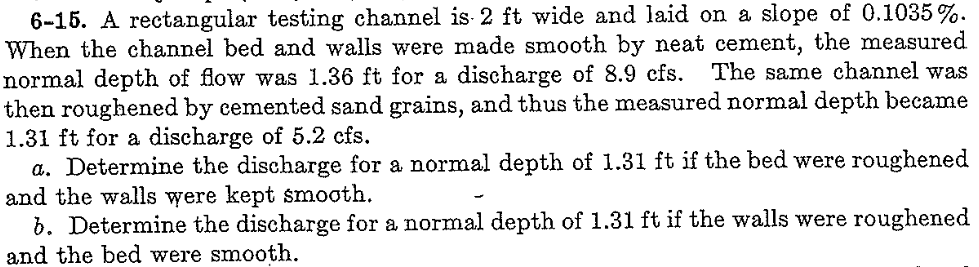 6-15. A rectangular testing channel is 2 ft wide and laid on a slope of 0.1035%.
When the channel bed and walls were made smooth by neat cement, the measured
normal depth of flow was 1.36 ft for a discharge of 8.9 cfs. The same channel was
then roughened by cemented sand grains, and thus the measured normal depth became
1.31 ft for a discharge of 5.2 cfs.
a. Determine the discharge for a normal depth of 1.31 ft if the bed were roughened
and the walls were kept smooth.
b. Determine the discharge for a normal depth of 1.31 ft if the walls were roughened
and the bed were smooth.